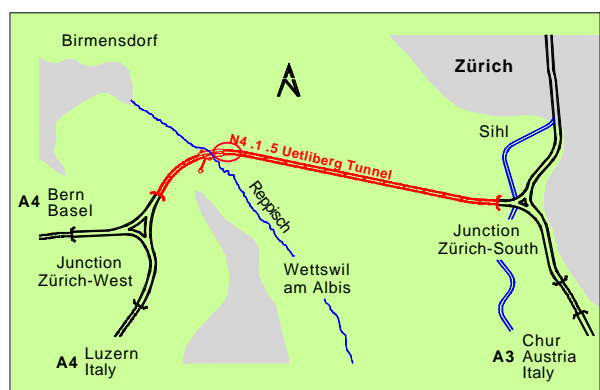 Birmensdorf
Zürich
Sihl
N4 .1 .5 Uetliberg Tunnel
Reppisch
A4 Bern
Basel
Junction
Zürich-West
Wettswil
am Albis
Junction
Zürich-South
A4 Luzern
Italy
A3 Chur
Austria
Italy